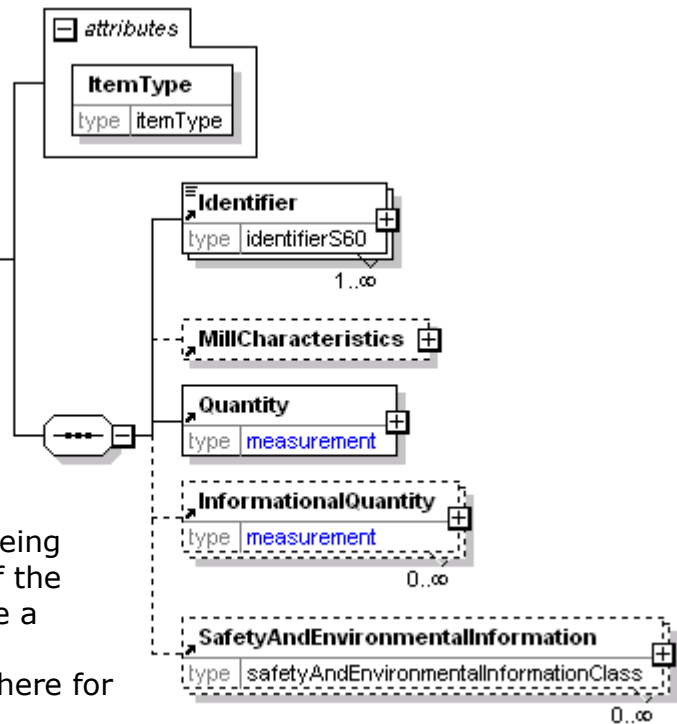 attributes
ItemType
type itemType
Identifier
type identifierS60
1..∞
MillCharacteristics
Quantity
type measurement
InformationalQuantity
type measurement
0..∞
SafetyAndEnvironmentalInformation
type safetyAndEnvironmentalInformationClass
0..∞
eing
f the
e a
here for